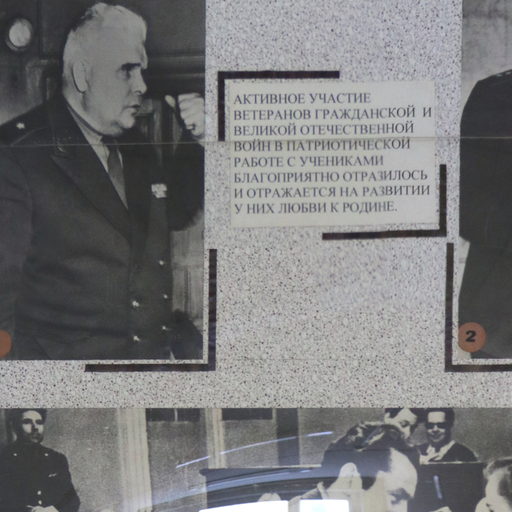 АКТИВНОЕ УЧАСТИЕ
ВЕТЕРАНОВ ГРАЖДАНСКОЙ И
ВЕЛИКОЙ ОТЕЧЕСТВЕННОЙ
ВОЙН В ПАТРИОТИЧЕСКОЙ
РАБОТЕ С УЧЕНИКАМИ
БЛАГОПРИЯТНО ОТРАЗИЛОСЬ
И ОТРАЖАЕТСЯ НА РАЗВИТИИ
У НИХ ЛЮБВИ К РОДИНЕ.
2